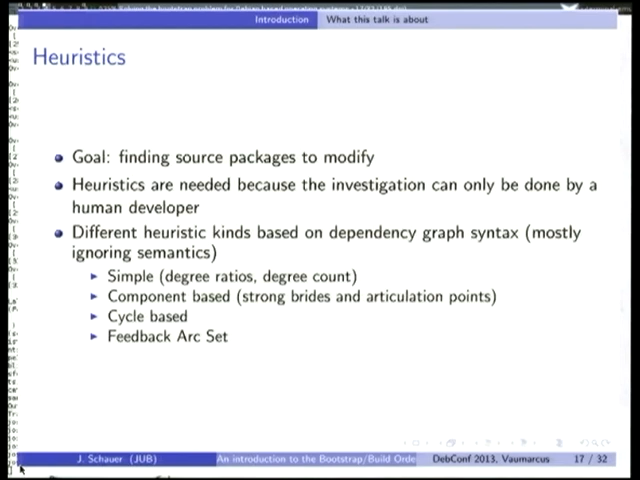 Introduction What this talk is about
Heuristics
Goal: finding source packages to modify
Heuristics are needed because the investigation can only be done by a
human developer
Different heuristic kinds based on dependency graph syntax (mostly
ignoring semantics)
Simple (degree ratios, degree count)
Component based (strong brides and articulation points)
Cycle based
Feedback Arc Set
J. Schauer (JUB) An introduction to the Bootstrap/Build Orde DebConf 2013, Vaumarcus 17 / 32